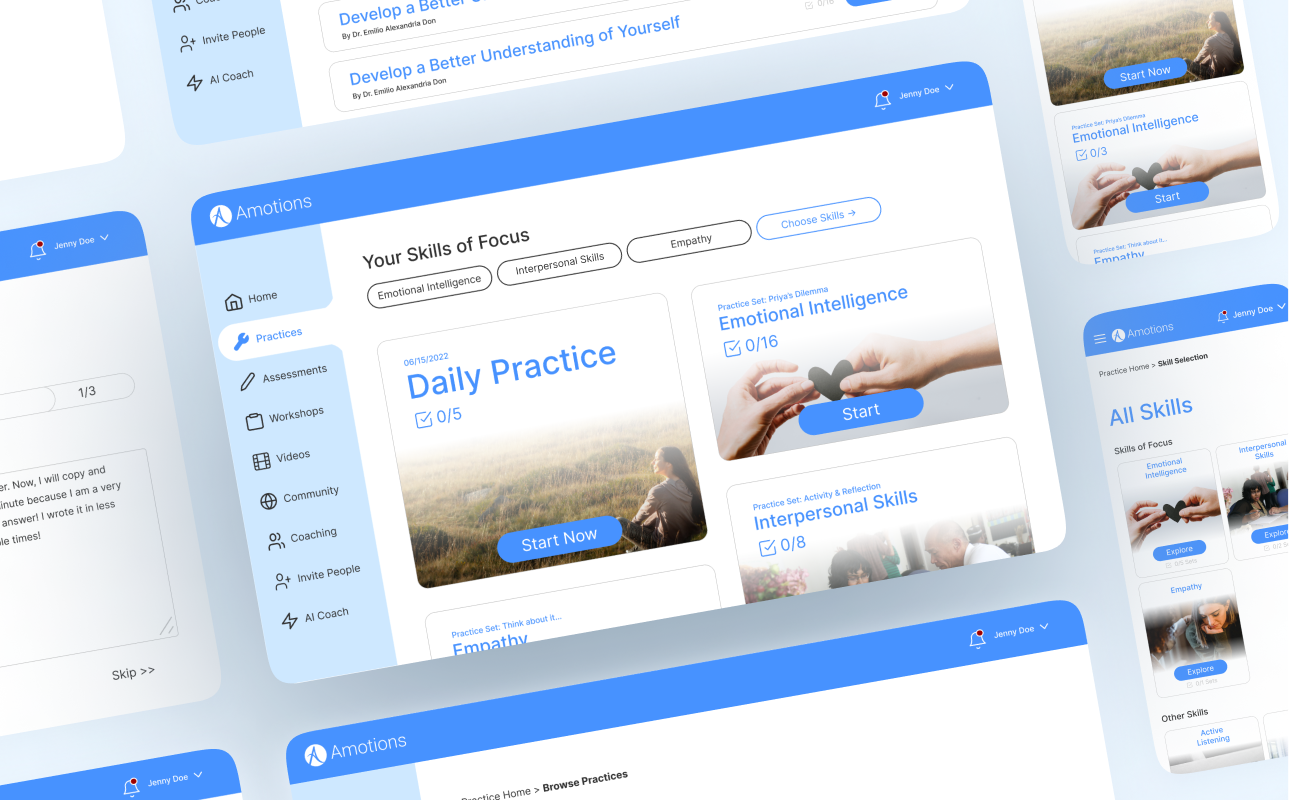 Invite People
AI Coach
Develop a Better
By Dr. Emilio Alexandria Don
Develop a Better Understanding of Yourself
By Dr. Emilio Alexandria Don
Jenny Doe
1/3
er. Now, I will copy and
inute because I am a very
answer! I wrote it in less
le times!
Skip >>
Jenny Doe
Amotions
Jenny Doe
Home
Practices
Assessments
Workshops
Videos
Community
Coaching
Invite People
AI Coach
Your Skills of Focus
Emotional Intelligence
Interpersonal Skills
Empathy
Choose Skills →
06/15/2022
Daily Practice
0/5
Start Now
Practice Set: Priya's Dilemma
Emotional Intelligence
0/16
Start
Practice Set: Activity & Reflection
Interpersonal Skills
0/8
Practice Set: Think about it...
Empathy
Amotions
Jenny Doe
Practice Home > Browse Practices
Start Now
Practice Set: Priya's Dilemma
Emotional Intelligence
0/3
Start
Practice Set: Think about it...
Empathy
Amotions
Jenny Doe
Practice Home > Skill Selection
All Skills
Skills of Focus
Emotional
Intelligence
Explore
Interpersonal
Skills
Explore
Empathy
Explore
Other Skills
Active
Listening